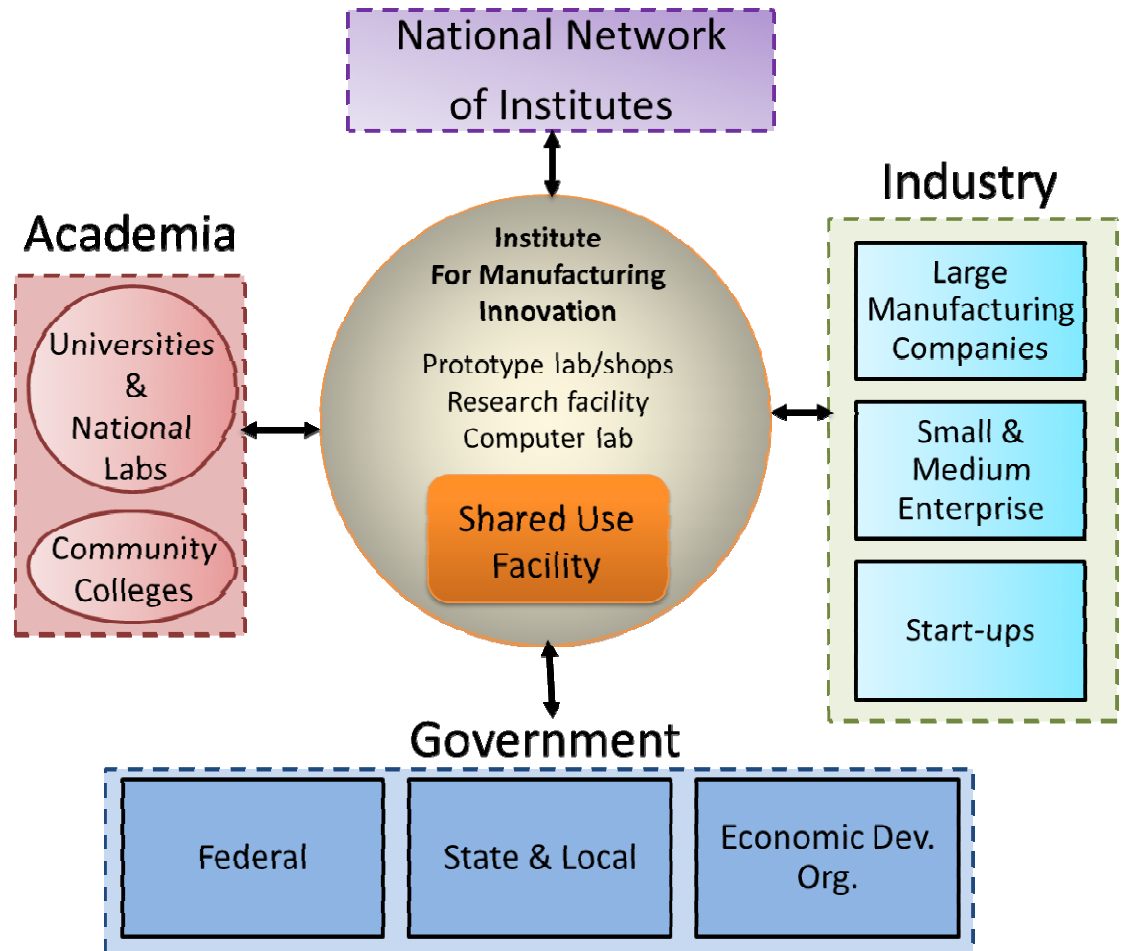 National Network
of Institutes
Academia
Universities
&
National
Labs
Community
Colleges
Institute
For Manufacturing
Innovation
Prototype lab/shops
Research facility
Computer lab
Shared Use
Facility
Industry
Large
Manufacturing
Companies
Small &
Medium
Enterprise
Start-ups
Government
Federal
State & Local
Economic Dev.
Org.